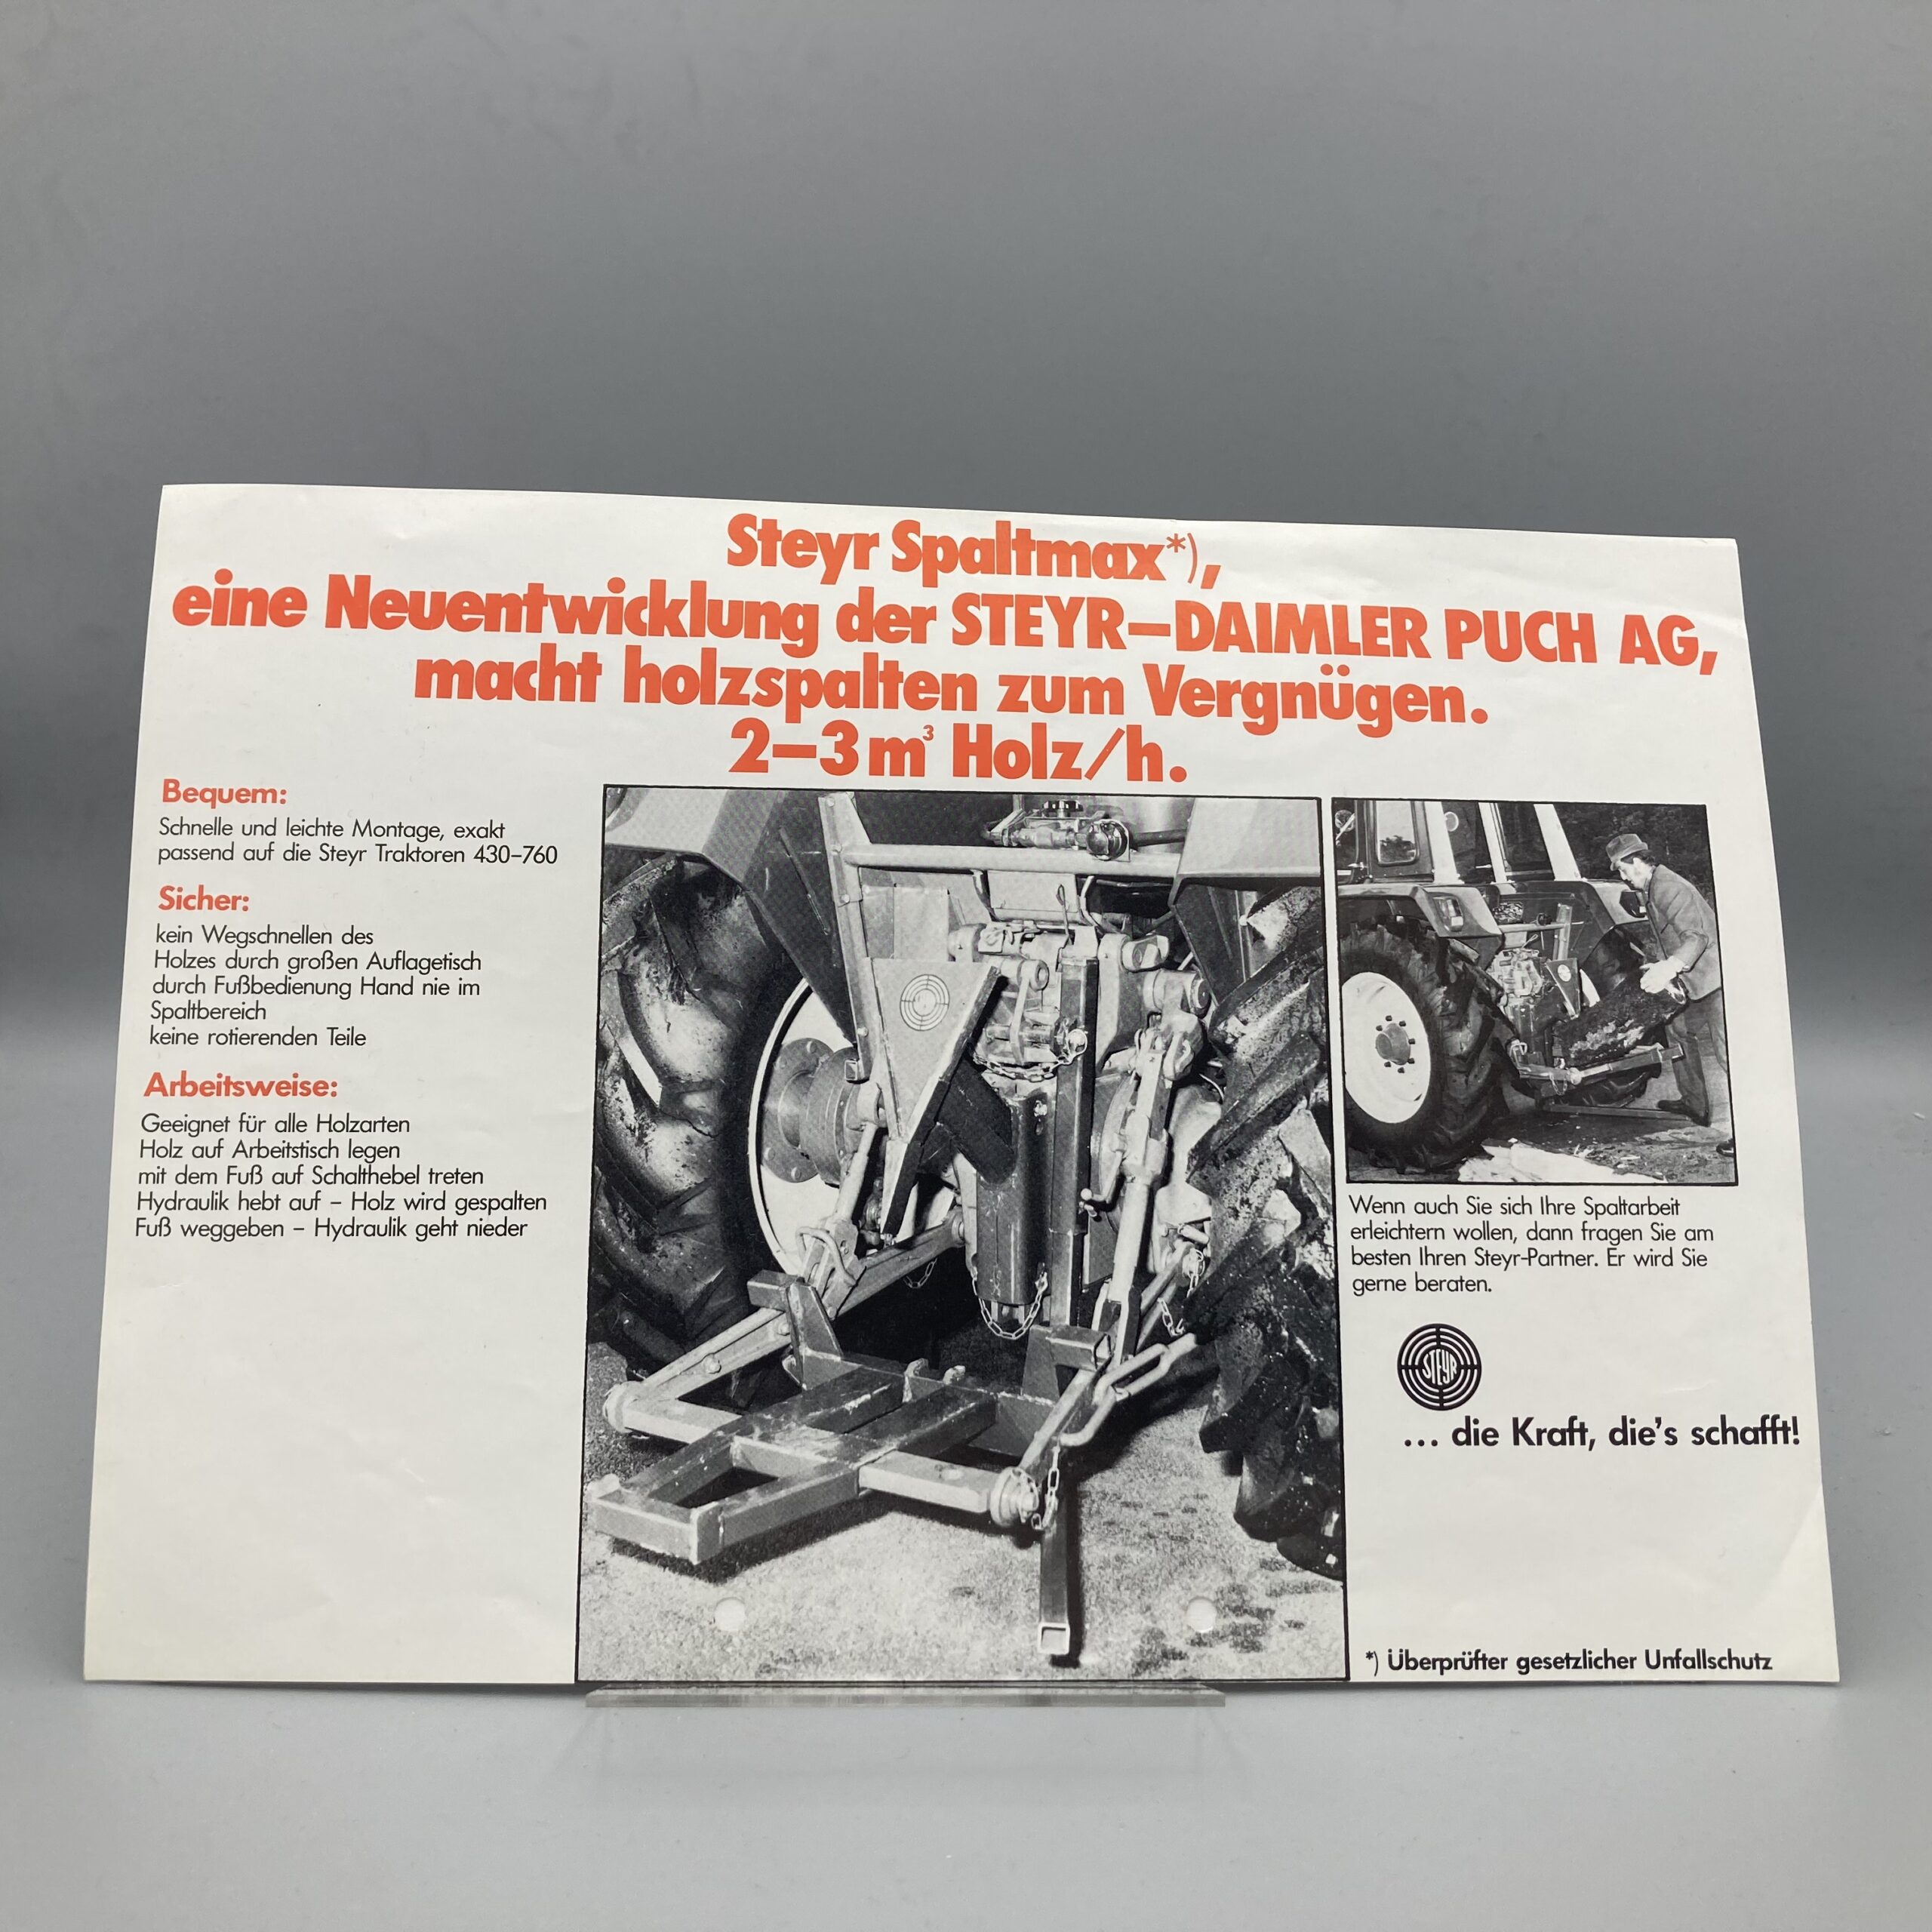 Steyr Spaltmax*),
eine Neuentwicklung der STEYR–DAIMLER PUCH AG,
macht holzspalten zum Vergnügen.
2–3 m³ Holz/h.
Bequem:
Schnelle und leichte Montage, exakt
passend auf die Steyr Traktoren 430–760
Sicher:
kein Wegschnellen des
Holzes durch großen Auflagetisch
durch Fußbedienung Hand nie im
Spaltbereich
keine rotierenden Teile
Arbeitsweise:
Geeignet für alle Holzarten
Holz auf Arbeitstisch legen
mit dem Fuß auf Schalthebel treten
Hydraulik hebt auf – Holz wird gespalten
Fuß weggeben – Hydraulik geht nieder
Wenn auch Sie sich Ihre Spaltarbeit
erleichtern wollen, dann fragen Sie am
besten Ihren Steyr-Partner. Er wird Sie
gerne beraten.
STEYR
... die Kraft, die's schafft!
*) Überprüfter gesetzlicher Unfallschutz